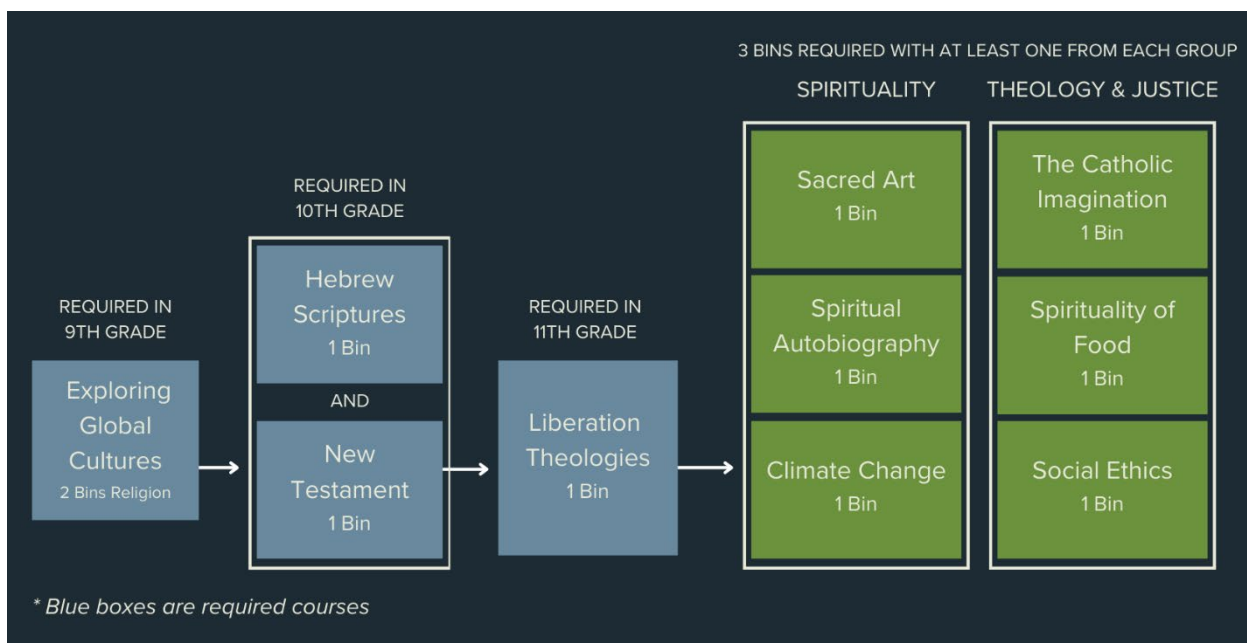 3 BINS REQUIRED WITH AT LEAST ONE FROM EACH GROUP
SPIRITUALITY
THEOLOGY & JUSTICE
REQUIRED IN
9TH GRADE
Exploring
Global
Cultures
2 Bins Religion
REQUIRED IN
10TH GRADE
Hebrew
Scriptures
1 Bin
AND
New
Testament
1 Bin
REQUIRED IN
11TH GRADE
Liberation
Theologies
1 Bin
Sacred Art
1 Bin
Spiritual
Autobiography
1 Bin
Climate Change
1 Bin
The Catholic
Imagination
1 Bin
Spirituality of
Food
1 Bin
Social Ethics
1 Bin
* Blue boxes are required courses